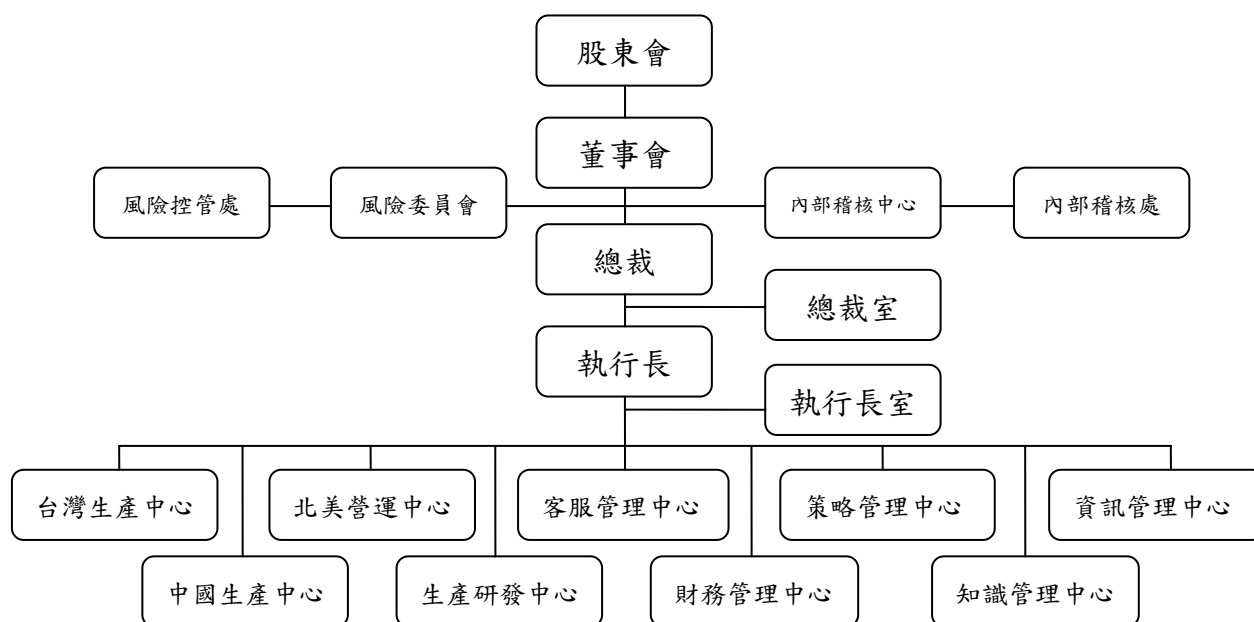 股東會
董事會
風險控管處
風險委員會
內部稽核中心
內部稽核處
總裁
總裁室
執行長
執行長室
台灣生產中心
北美營運中心
客服管理中心
策略管理中心
資訊管理中心
中國生產中心
生產研發中心
財務管理中心
知識管理中心